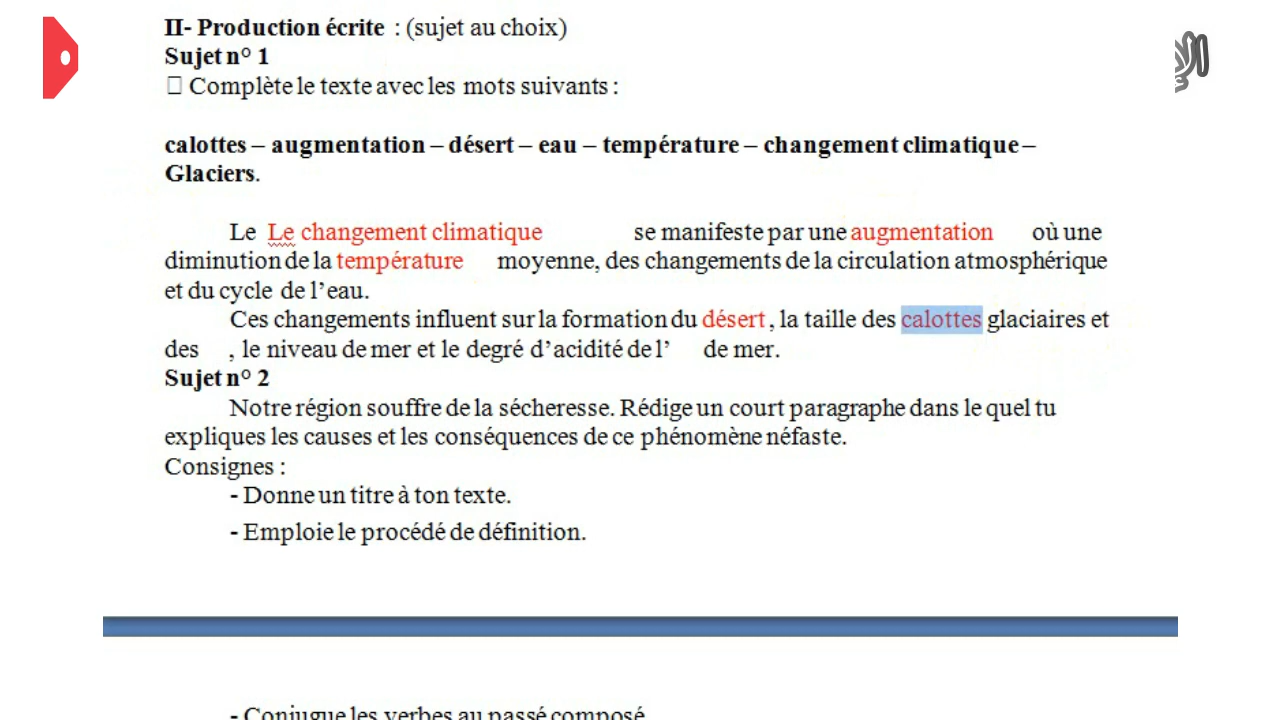 II- Production écrite : (sujet au choix)
Sujet n° 1
Complète le texte avec les mots suivants :
calottes – augmentation – désert – eau – température – changement climatique –
Glaciers.
Le Le changement climatique se manifeste par une augmentation où une
diminution de la température moyenne, des changements de la circulation atmosphérique
et du cycle de l’eau.
Ces changements influent sur la formation du désert , la taille des calottes glaciaires et
des , le niveau de mer et le degré d’acidité de l’ de mer.
Sujet n° 2
Notre région souffre de la sécheresse. Rédige un court paragraphe dans le quel tu
expliques les causes et les conséquences de ce phénomène néfaste.
Consignes :
- Donne un titre à ton texte.
- Emploie le procédé de définition.
- Conjugue les verbes au passé composé